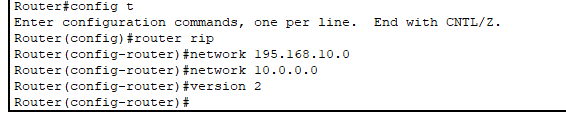 Router#config t
Enter configuration commands, one per line.  End with CNTL/Z.
Router(config)#router rip
Router(config-router)#network 195.168.10.0
Router(config-router)#network 10.0.0.0
Router(config-router)#version 2
Router(config-router)#